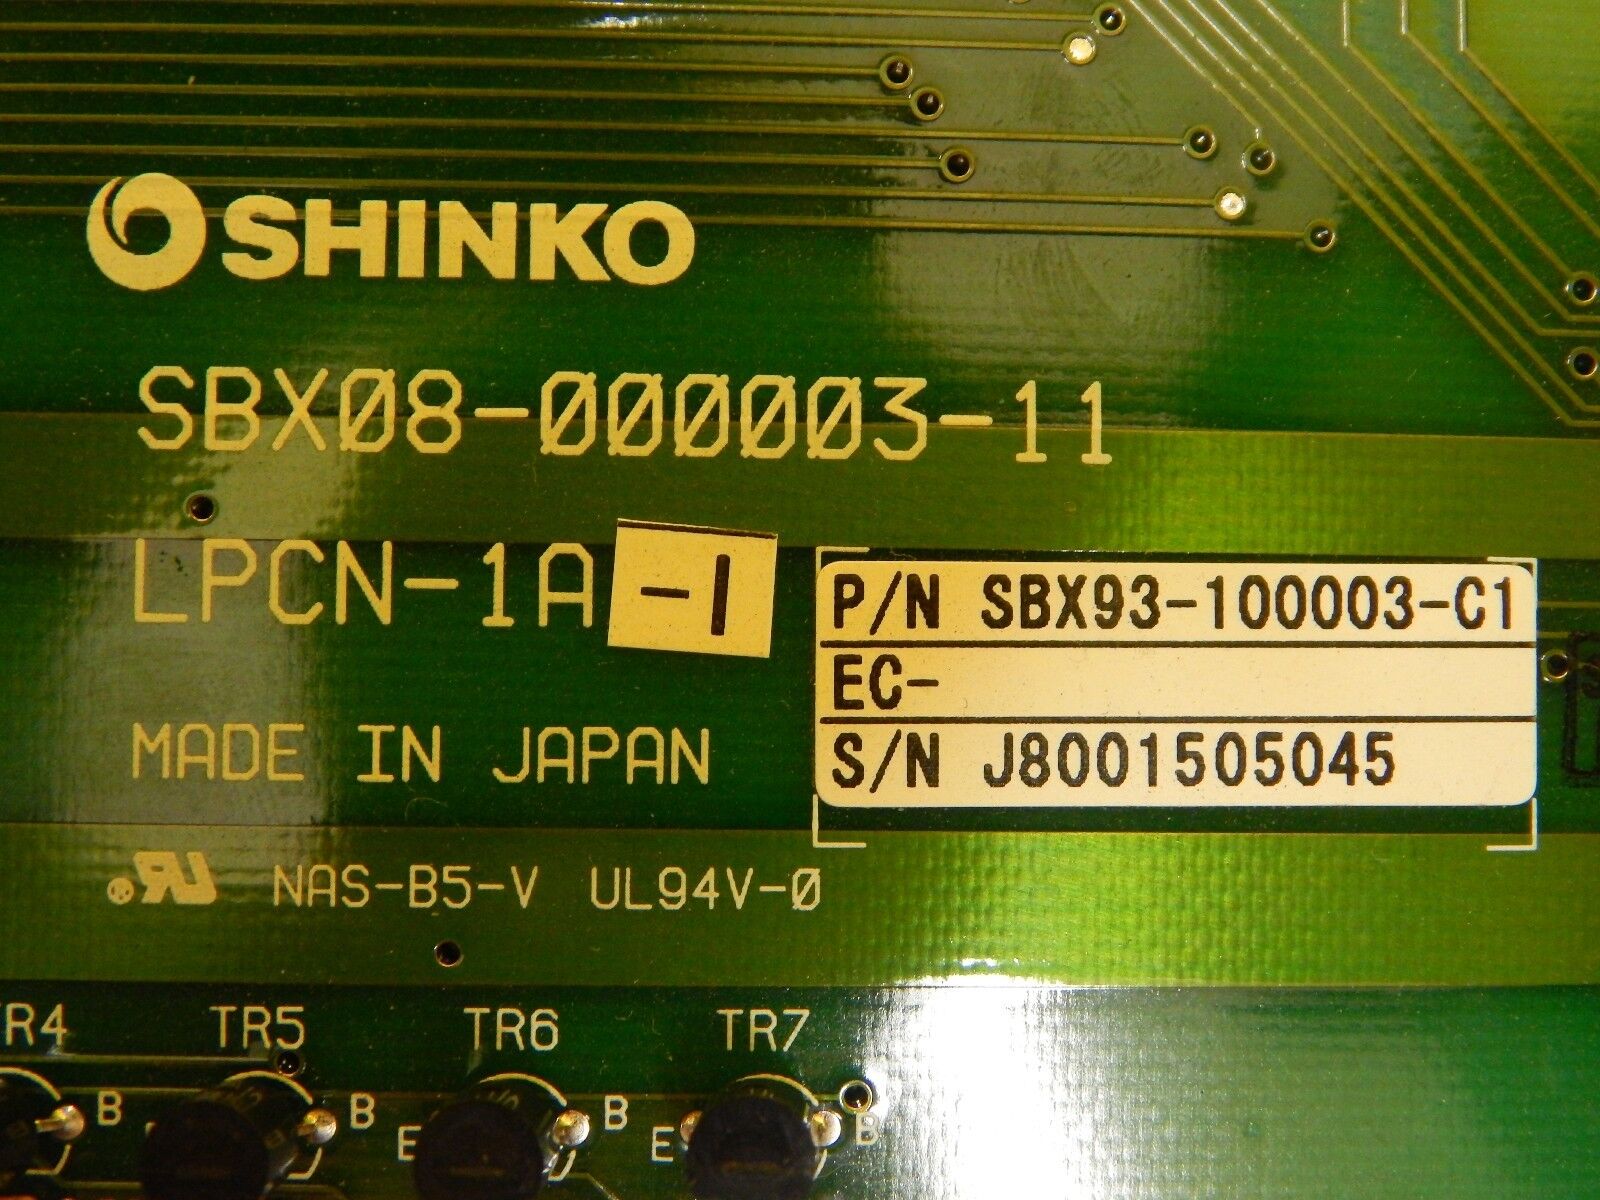 SHINKO
SBX08-000003-11
LPCN-1A -1
P/N SBX93-100003-C1
EC-
S/N J8001505045
MADE IN JAPAN
NAS-B5-V UL94V-0
R4 TR5 TR6 TR7
B B E B E B